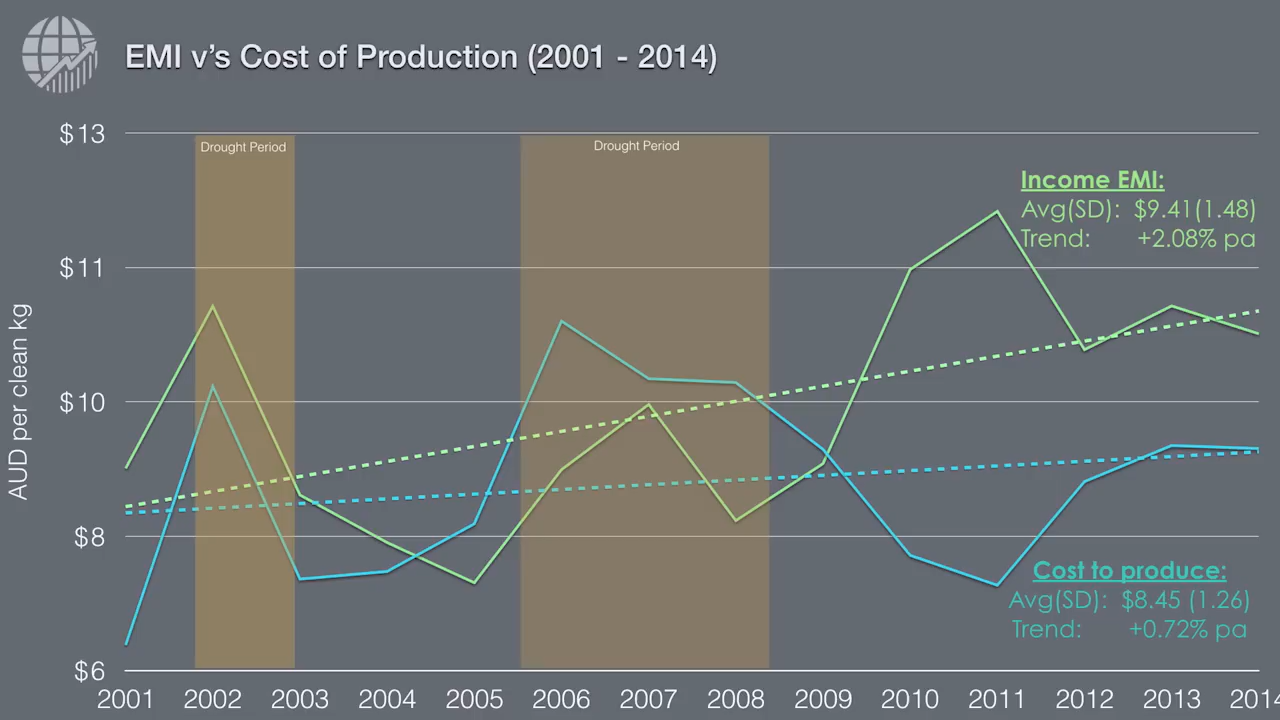 EMI v's Cost of Production (2001 - 2014)
$13
Drought Period
Drought Period
Income EMI:
Avg(SD): $9.41(1.48)
Trend: +2.08% pa
$11
AUD per clean kg
$10
$8
Cost to produce:
Avg(SD): $8.45 (1.26)
Trend: +0.72% pa
$6
2001 2002 2003 2004 2005 2006 2007 2008 2009 2010 2011 2012 2013 2014